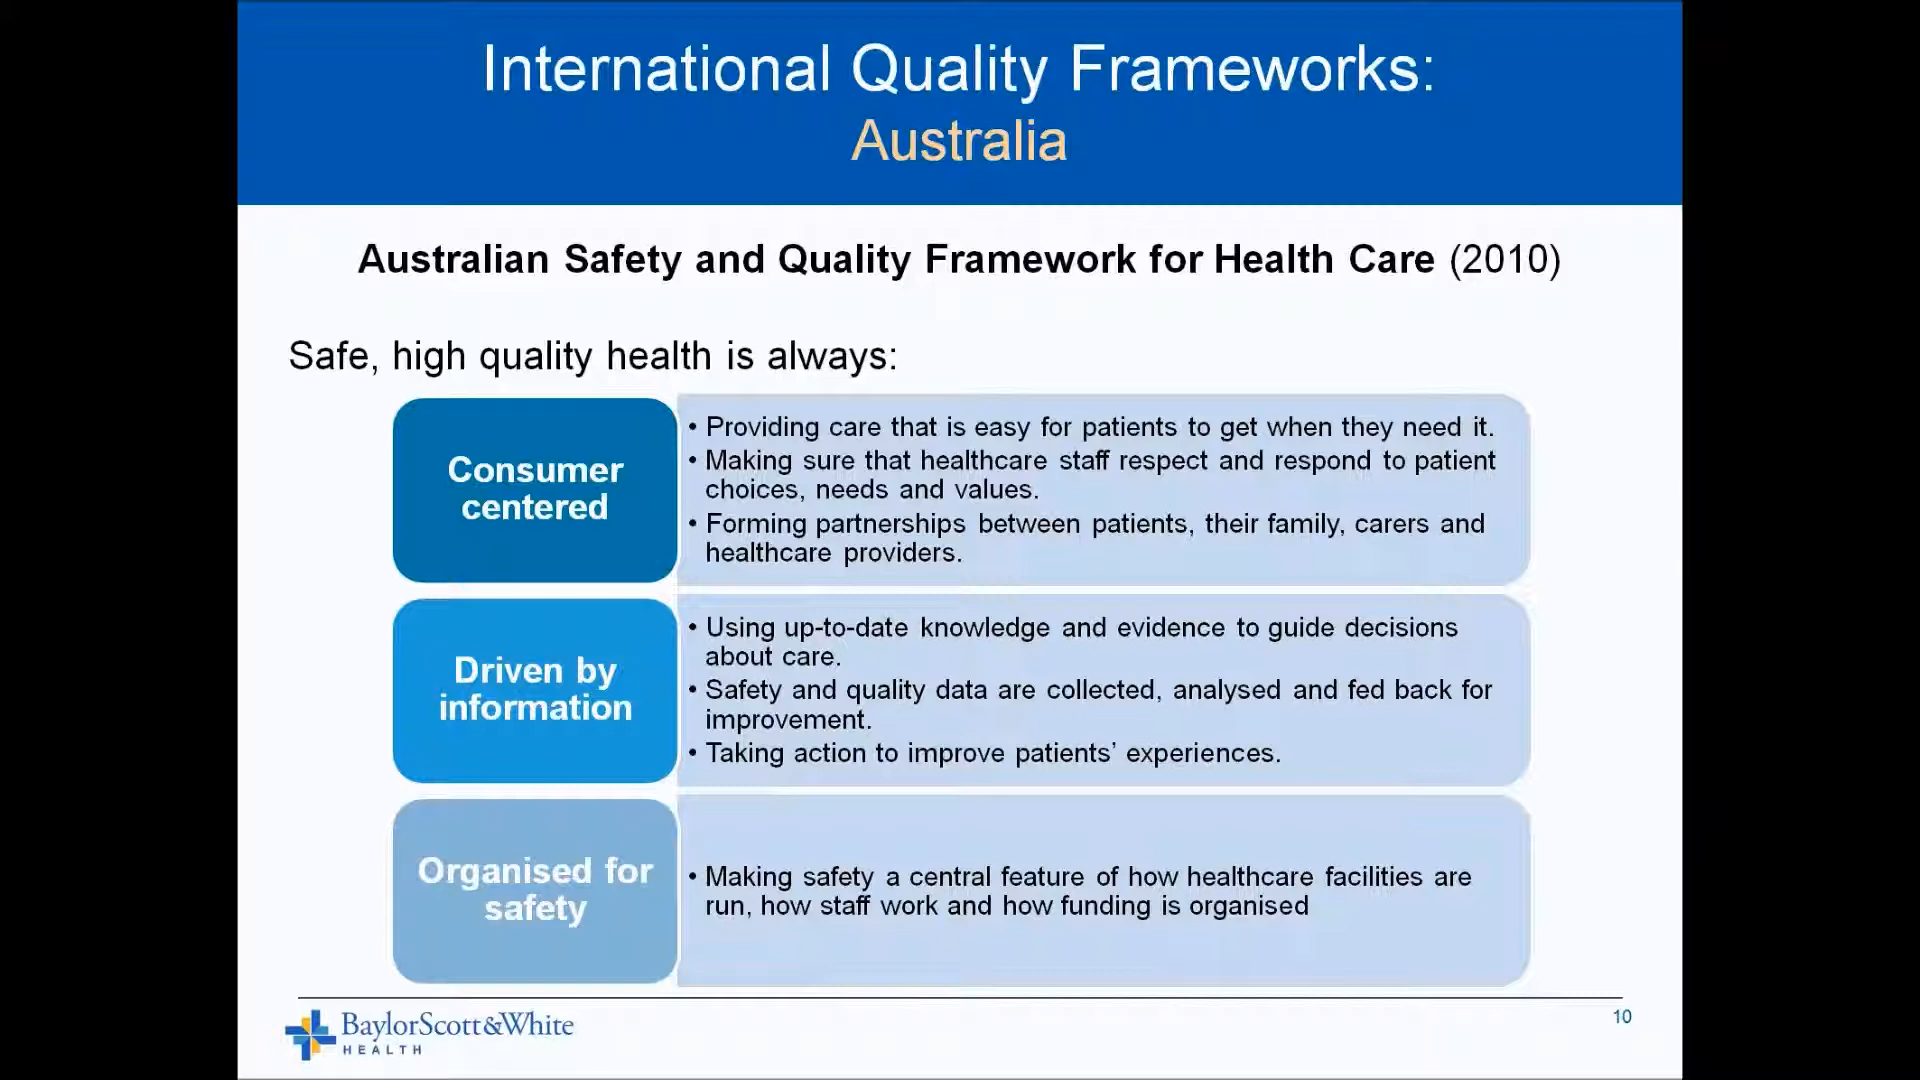 International Quality Frameworks:
Australia
Australian Safety and Quality Framework for Health Care (2010)
Safe, high quality health is always:
Consumer
centered
• Providing care that is easy for patients to get when they need it.
• Making sure that healthcare staff respect and respond to patient
choices, needs and values.
• Forming partnerships between patients, their family, carers and
healthcare providers.
Driven by
information
• Using up-to-date knowledge and evidence to guide decisions
about care.
• Safety and quality data are collected, analysed and fed back for
improvement.
• Taking action to improve patients’ experiences.
Organised for
safety
• Making safety a central feature of how healthcare facilities are
run, how staff work and how funding is organised
BaylorScott&White
HEALTH
10